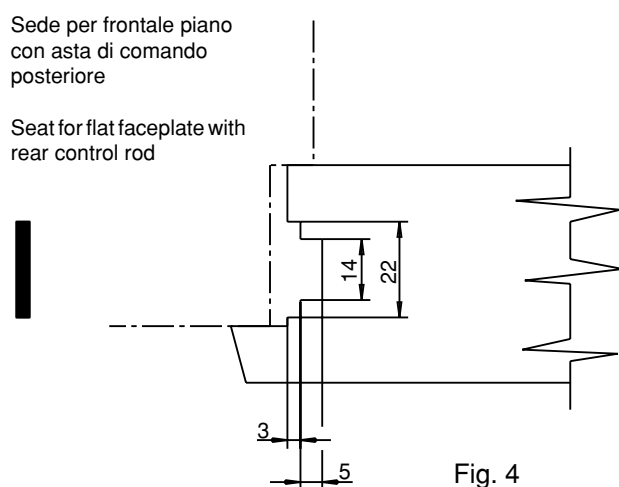 Sede per frontale piano
con asta di comando
posteriore
Seat for flat faceplate with
rear control rod
14
22
3
5
Fig. 4